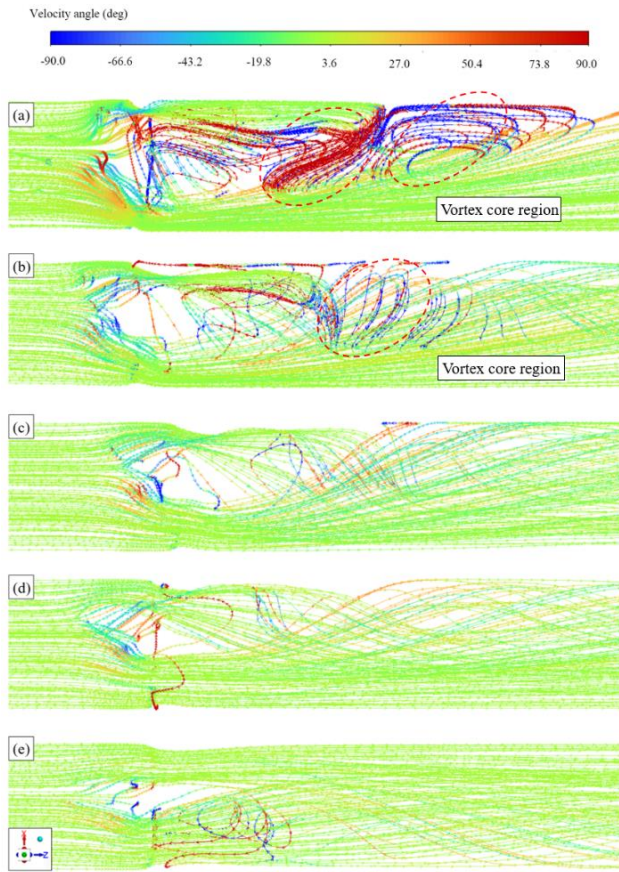 Velocity angle (deg)
-90.0 -66.6 -43.2 -19.8 3.6 27.0 50.4 73.8 90.0
(a)
Vortex core region
(b)
Vortex core region
(c)
(d)
(e)
Z